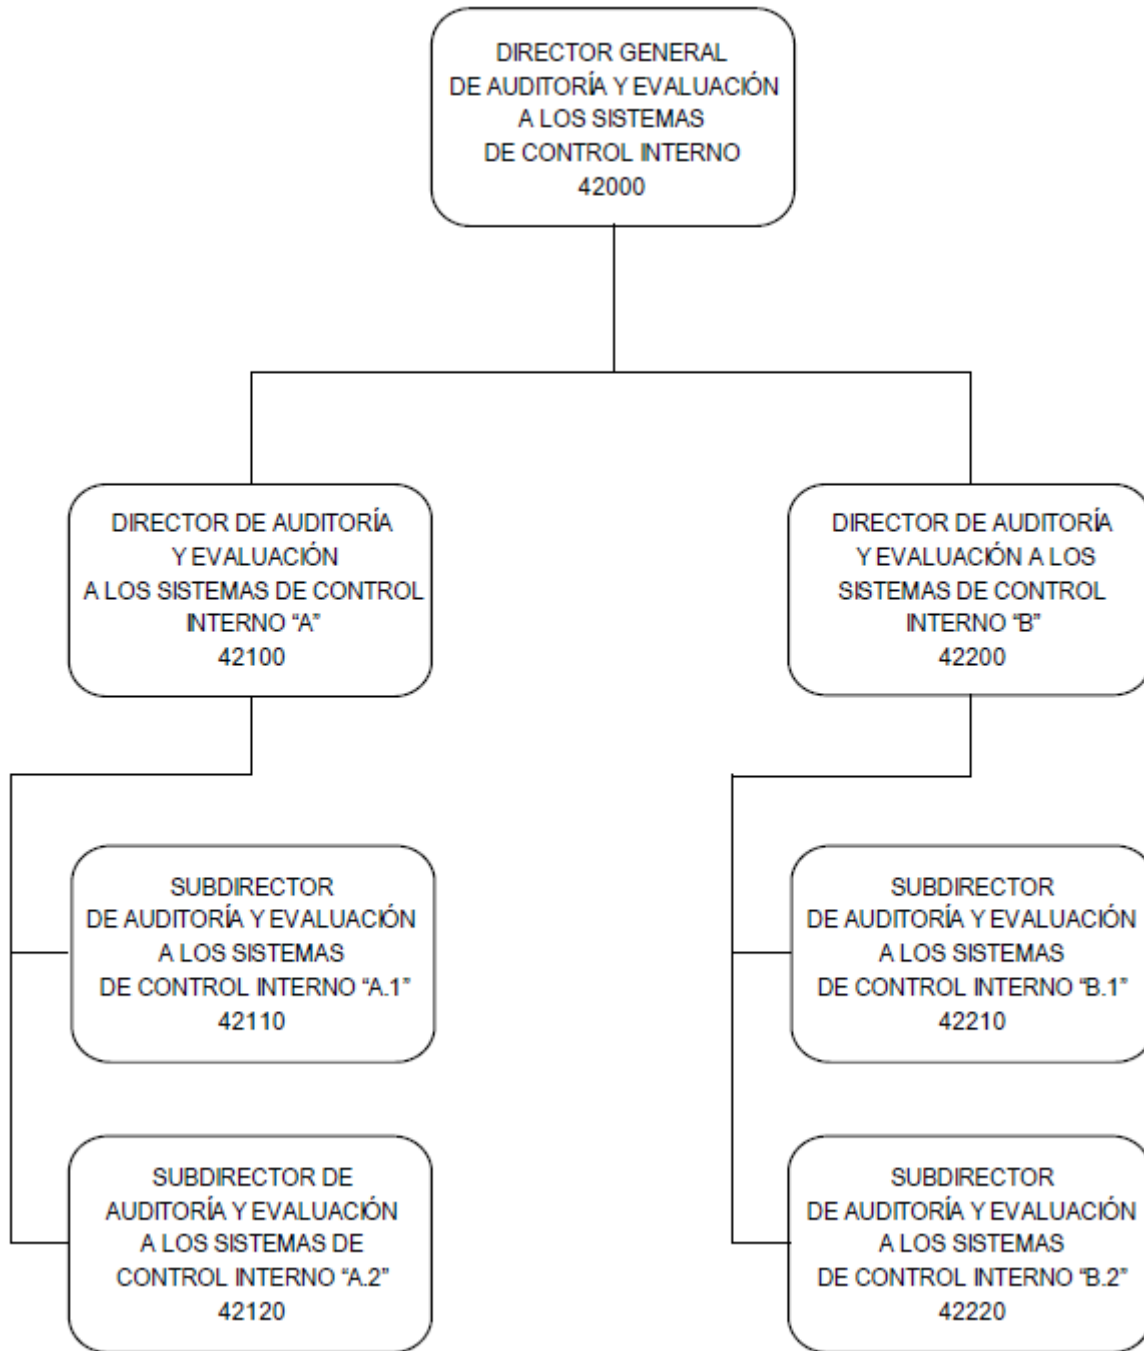 DIRECTOR GENERAL
DE AUDITORÍA Y EVALUACIÓN
A LOS SISTEMAS
DE CONTROL INTERNO
42000
DIRECTOR DE AUDITORÍA
Y EVALUACIÓN
A LOS SISTEMAS DE CONTROL
INTERNO “A”
42100
DIRECTOR DE AUDITORÍA
Y EVALUACIÓN A LOS
SISTEMAS DE CONTROL
INTERNO “B”
42200
SUBDIRECTOR
DE AUDITORÍA Y EVALUACIÓN
A LOS SISTEMAS
DE CONTROL INTERNO “A.1”
42110
SUBDIRECTOR
DE AUDITORÍA Y EVALUACIÓN
A LOS SISTEMAS
DE CONTROL INTERNO “B.1”
42210
SUBDIRECTOR DE
AUDITORÍA Y EVALUACIÓN
A LOS SISTEMAS DE
CONTROL INTERNO “A.2”
42120
SUBDIRECTOR
DE AUDITORÍA Y EVALUACIÓN
A LOS SISTEMAS
DE CONTROL INTERNO “B.2”
42220